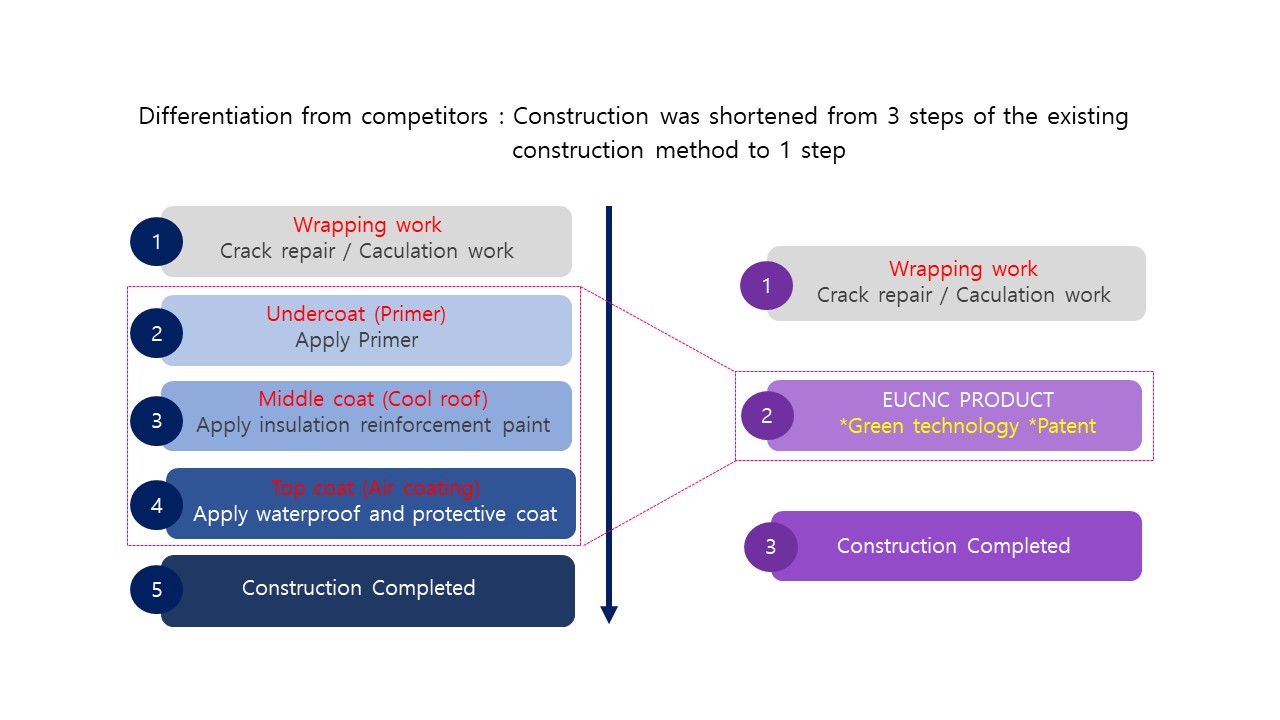 Differentiation from competitors : Construction was shortened from 3 steps of the existing
construction method to 1 step
1
Wrapping work
Crack repair / Caculation work
2
Undercoat (Primer)
Apply Primer
3
Middle coat (Cool roof)
Apply insulation reinforcement paint
4
Top coat (Air coating)
Apply waterproof and protective coat
5
Construction Completed
1
Wrapping work
Crack repair / Caculation work
2
EUCNC PRODUCT
*Green technology *Patent
3
Construction Completed